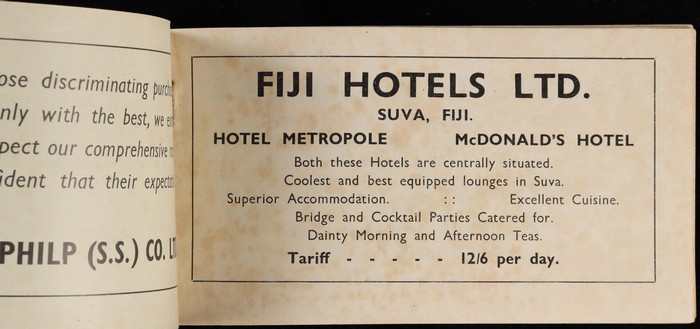 ose discriminating
nly with the best, we
pect our comprehensive
ident that their
PHILP (S.S.) CO.
FIJI HOTELS LTD.
SUVA, FIJI.
HOTEL METROPOLE McDONALD'S HOTEL
Both these Hotels are centrally situated.
Coolest and best equipped lounges in Suva.
Superior Accommodation. : : Excellent Cuisine.
Bridge and Cocktail Parties Catered for.
Dainty Morning and Afternoon Teas.
Tariff - - - - - 12/6 per day.